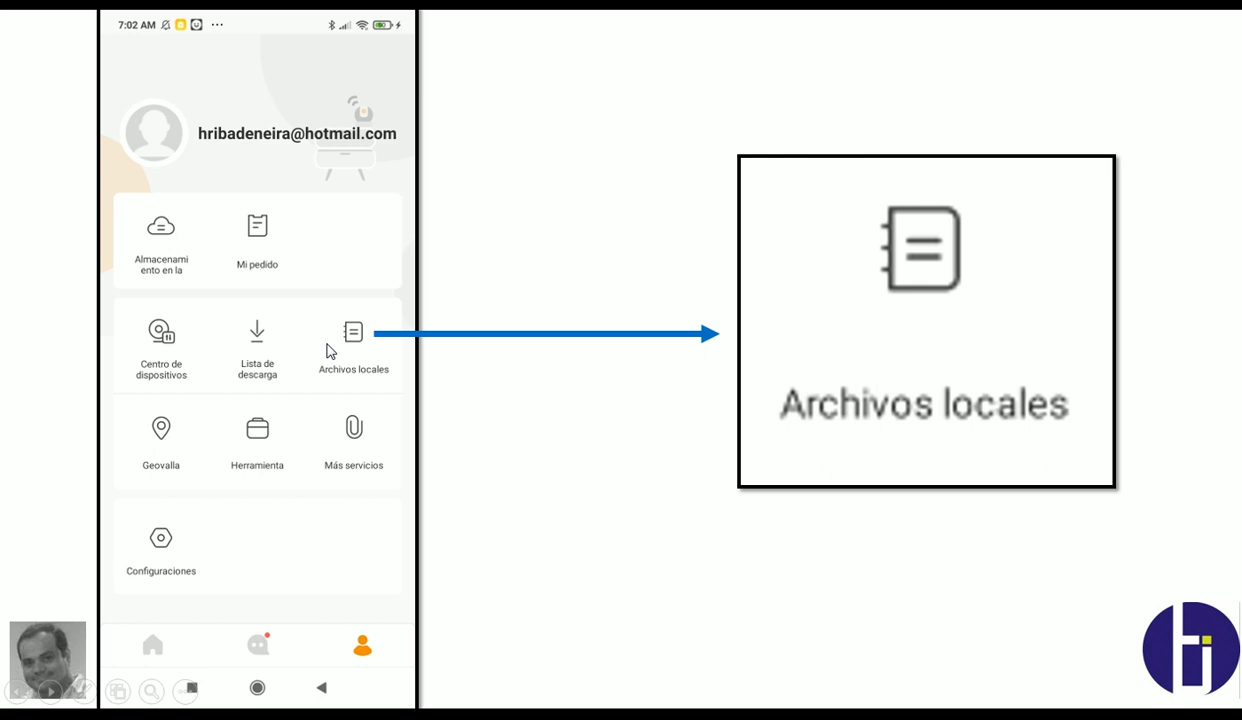 7:02 AM
hribadeneira@hotmail.com
Almacenami
ento en la
Mi pedido
Centro de
dispositivos
Lista de
descarga
Archivos locales
Geovalla
Herramienta
Más servicios
Configuraciones
Archivos locales